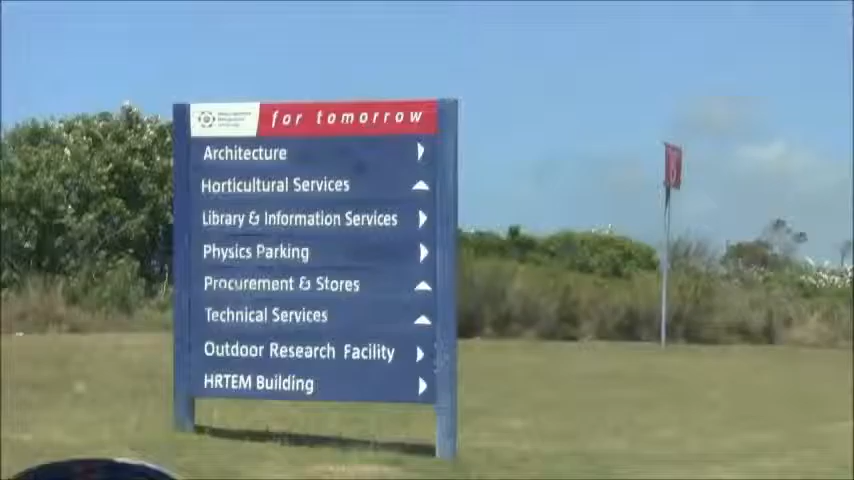 for tomorrow
Architecture
Horticultural Services
Library & Information Services
Physics Parking
Procurement & Stores
Technical Services
Outdoor Research Facility
HRTEM Building